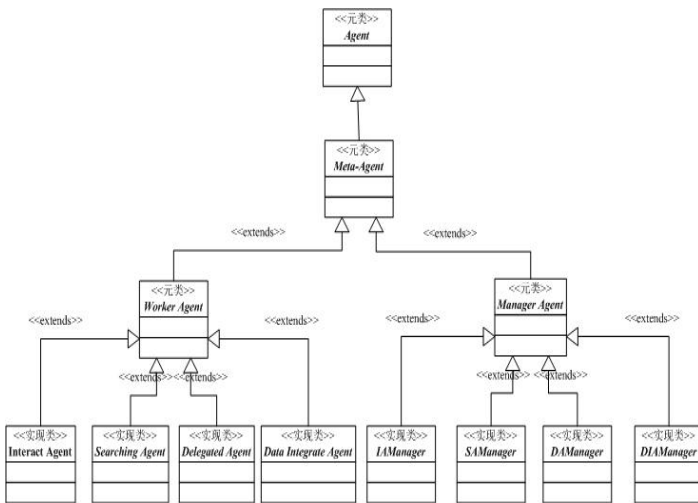 <<元类>>
Agent
<<元类>>
Meta-Agent
<<extends>>
<<extends>>
<<元类>>
Worker Agent
<<元类>>
Manager Agent
<<extends>>
<<extends>>
<<extends>>
<<extends>>
<<extends>>
<<extends>>
<<extends>>
<<extends>>
<<实现类>>
Interact Agent
<<实现类>>
Searching Agent
<<实现类>>
Delegated Agent
<<实现类>>
Data Integrate Agent
<<实现类>>
IAManager
<<实现类>>
SAManager
<<实现类>>
DAManager
<<实现类>>
DIAManager